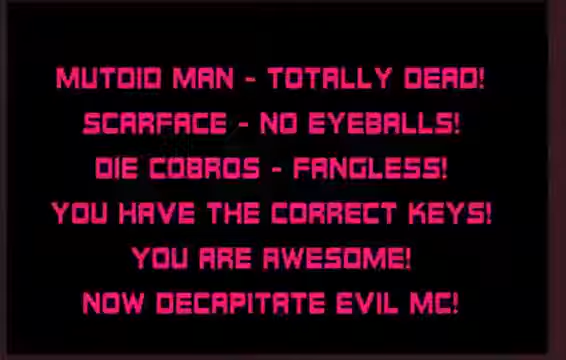 MUTOID MAN - TOTALLY DEAD!
SCARFACE - NO EYEBALLS!
DIE COBROS - FANGLESS!
YOU HAVE THE CORRECT KEYS!
YOU ARE AWESOME!
NOW DECAPITATE EVIL MC!